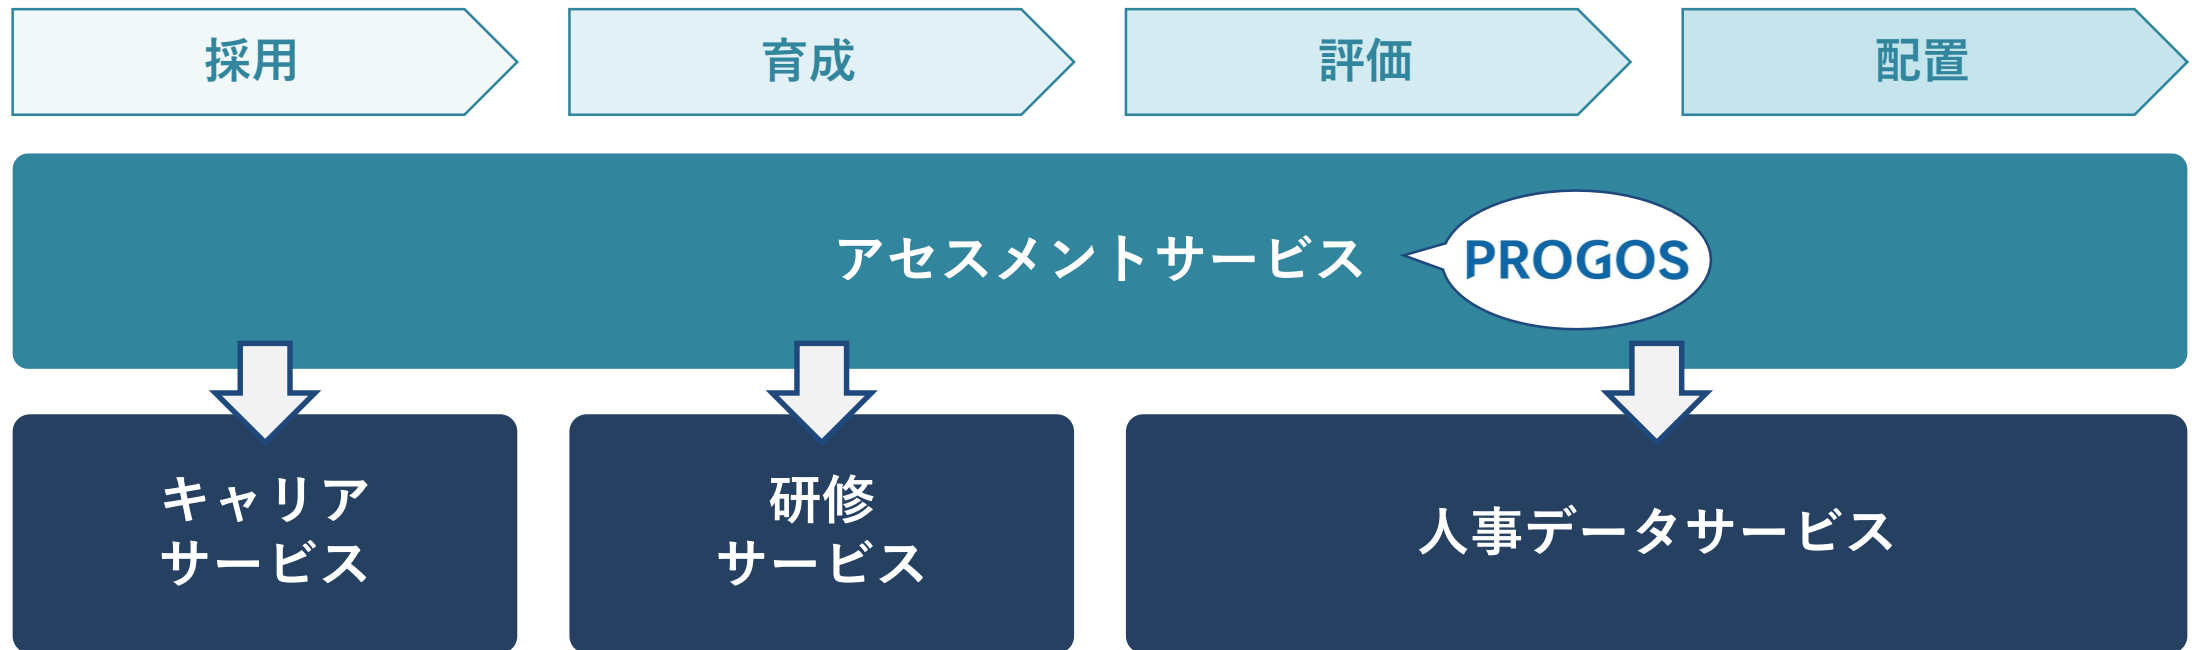 採用
育成
評価
配置
アセスメントサービス
PROGOS
キャリア
サービス
研修
サービス
人事データサービス